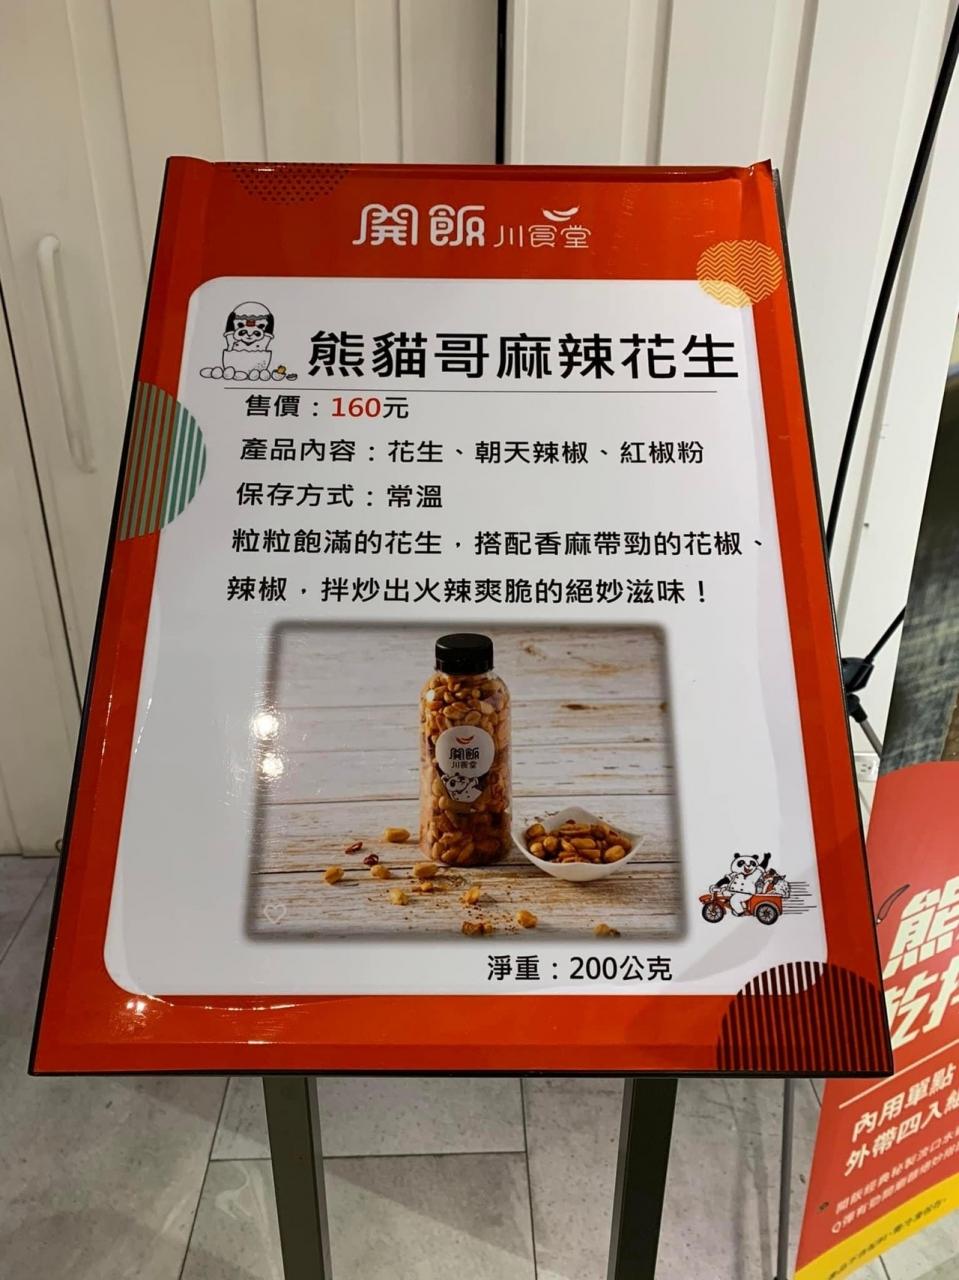 開飯川食堂
熊貓哥麻辣花生
售價：160元
產品內容：花生、朝天辣椒、紅椒粉
保存方式：常溫
粒粒飽滿的花生，搭配香麻帶勁的花椒、
辣椒，拌炒出火辣爽脆的絕妙滋味！
開飯
川食堂
淨重：200公克
熊
乾拌
內用單點
外帶四入組